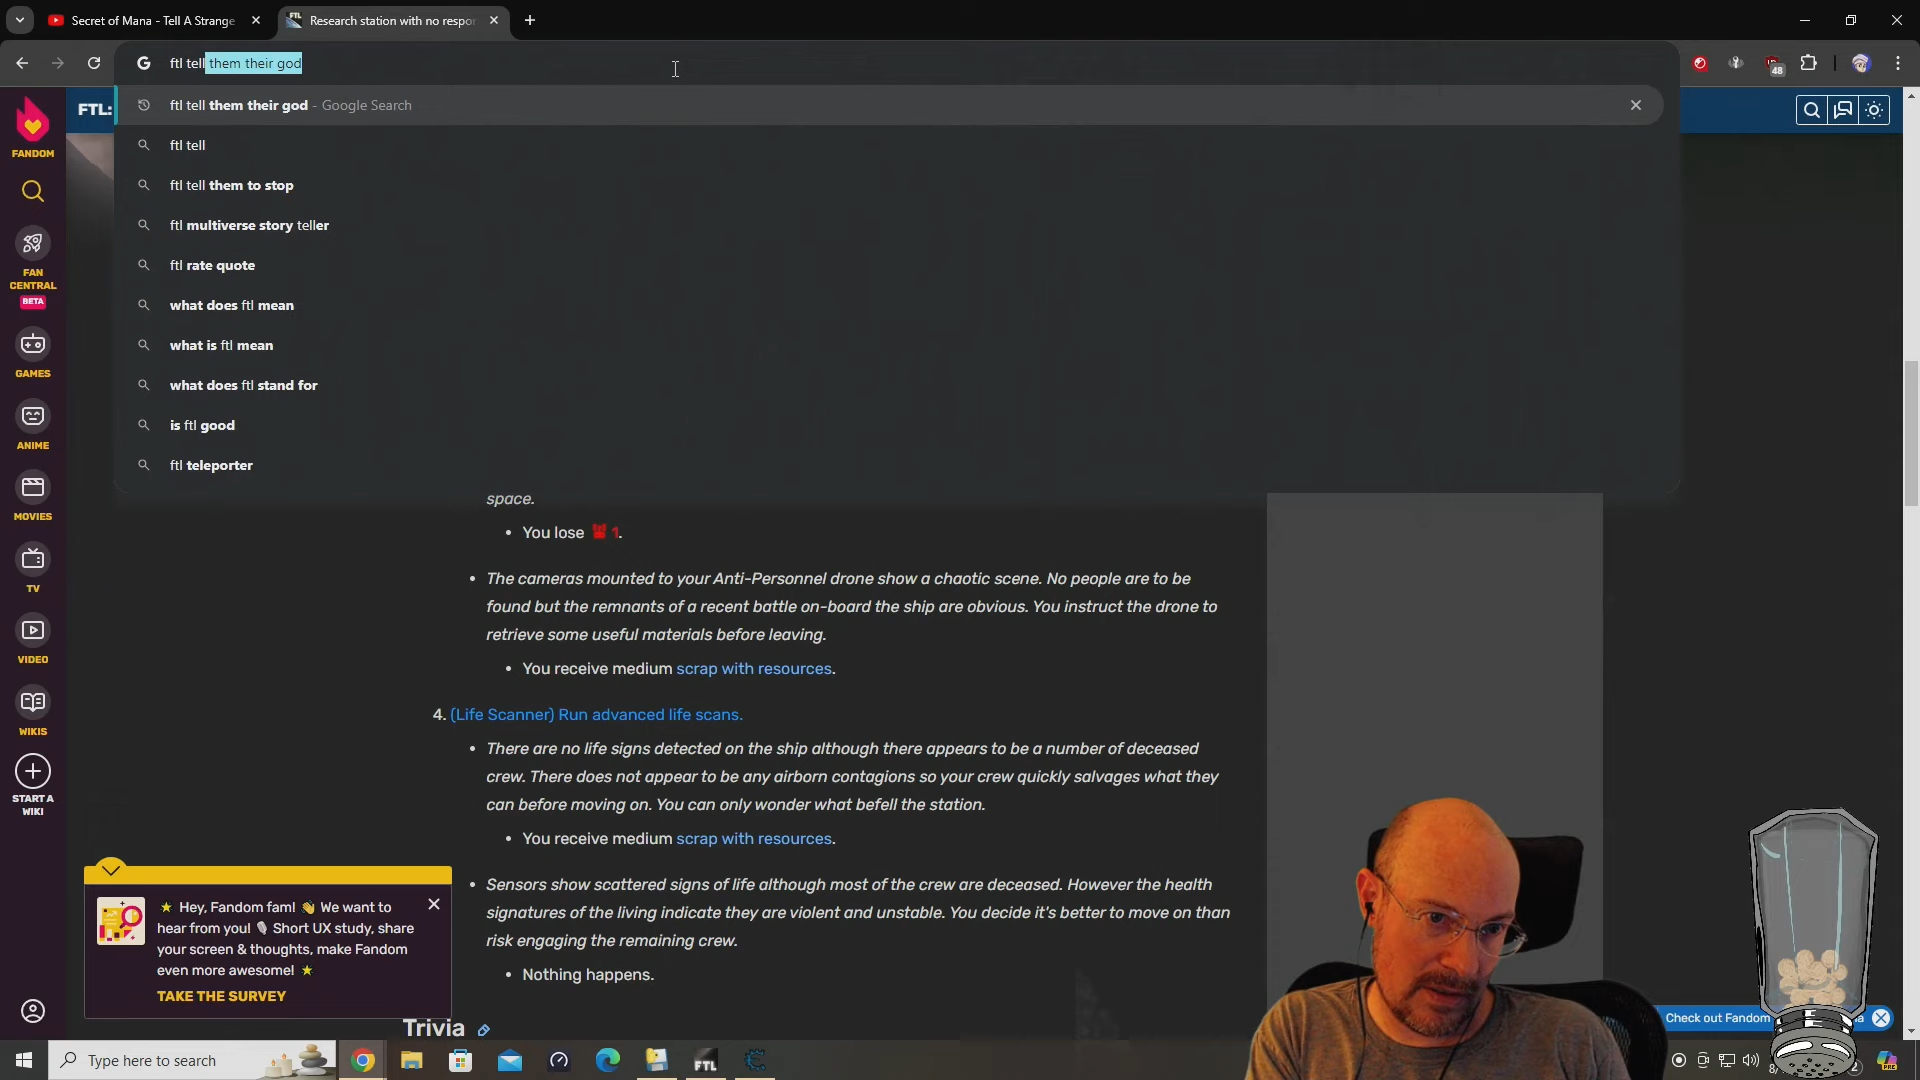 Secret of Mana - Tell A Strange
Research station with no respon
ftl tell them their god
48
FTL:
ftl tell them their god - Google Search
ftl tell
ftl tell them to stop
ftl multiverse story teller
ftl rate quote
what does ftl mean
what is ftl mean
what does ftl stand for
is ftl good
ftl teleporter
FANDOM
FAN CENTRAL
BETA
GAMES
ANIME
MOVIES
TV
VIDEO
WIKIS
START A WIKI
space.
• You lose 1.
• The cameras mounted to your Anti-Personnel drone show a chaotic scene. No people are to be
found but the remnants of a recent battle on-board the ship are obvious. You instruct the drone to
retrieve some useful materials before leaving.
• You receive medium scrap with resources.
4. (Life Scanner) Run advanced life scans.
• There are no life signs detected on the ship although there appears to be a number of deceased
crew. There does not appear to be any airborn contagions so your crew quickly salvages what they
can before moving on. You can only wonder what befell the station.
• You receive medium scrap with resources.
• Sensors show scattered signs of life although most of the crew are deceased. However the health
signatures of the living indicate they are violent and unstable. You decide it's better to move on than
risk engaging the remaining crew.
• Nothing happens.
Trivia
★ Hey, Fandom fam! 👋 We want to
hear from you! 🎙 Short UX study, share
your screen & thoughts, make Fandom
even more awesome! ★
TAKE THE SURVEY
Check out Fandom
Type here to search
FTL